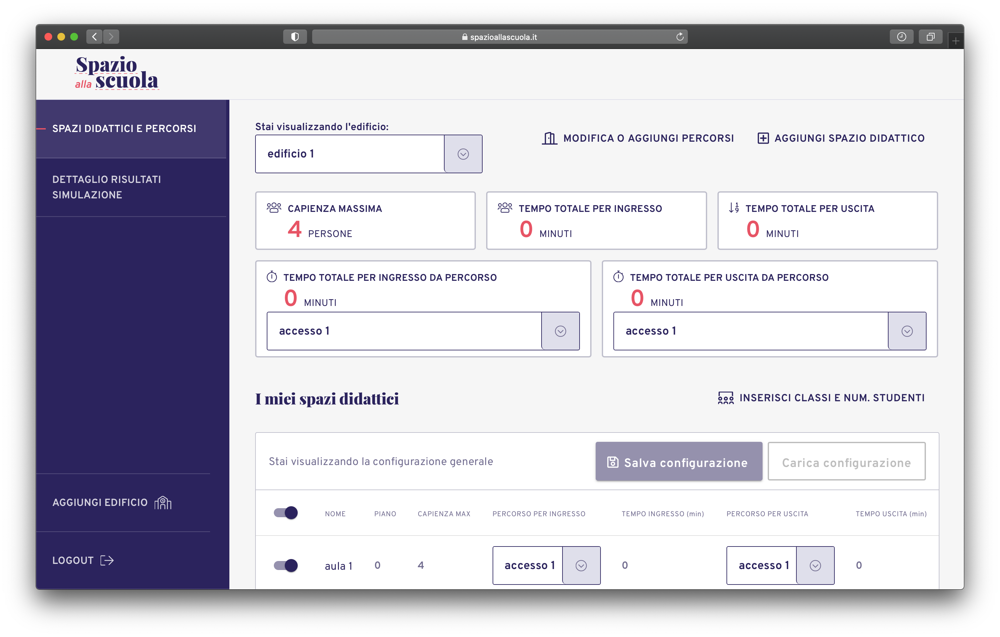 spazioallascuola.it
Spazio
alla scuola
SPAZI DIDATTICI E PERCORSI
DETTAGLIO RISULTATI
SIMULAZIONE
AGGIUNGI EDIFICIO
LOGOUT
Stai visualizzando l'edificio:
edificio 1
MODIFICA O AGGIUNGI PERCORSI
AGGIUNGI SPAZIO DIDATTICO
CAPIENZA MASSIMA
4 PERSONE
TEMPO TOTALE PER INGRESSO
0 MINUTI
TEMPO TOTALE PER USCITA
0 MINUTI
TEMPO TOTALE PER INGRESSO DA PERCORSO
0 MINUTI
accesso 1
TEMPO TOTALE PER USCITA DA PERCORSO
0 MINUTI
accesso 1
I miei spazi didattici
INSERISCI CLASSI E NUM. STUDENTI
Stai visualizzando la configurazione generale
Salva configurazione
Carica configurazione
NOME PIANO CAPIENZA MAX PERCORSO PER INGRESSO TEMPO INGRESSO (min) PERCORSO PER USCITA TEMPO USCITA (min)
aula 1 0 4 accesso 1 0 accesso 1 0